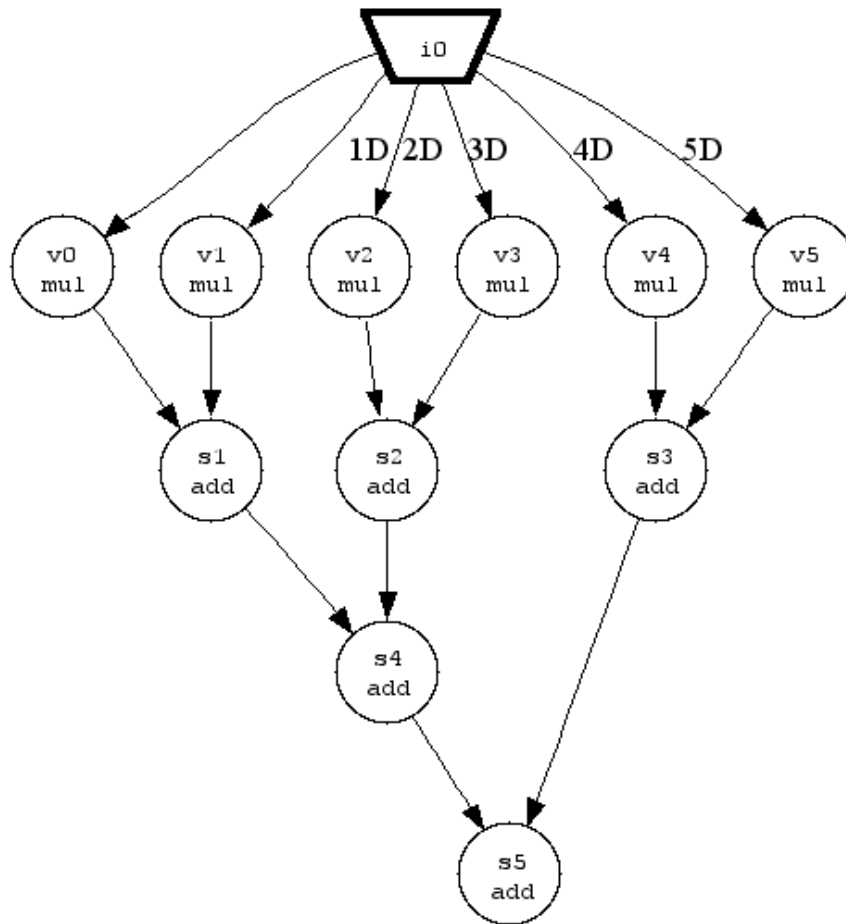 i0
1D 2D 3D 4D 5D
v0 v1 v2 v3 v4 v5
mul mul mul mul mul mul
s1 s2 s3
add add add
s4
add
s5
add